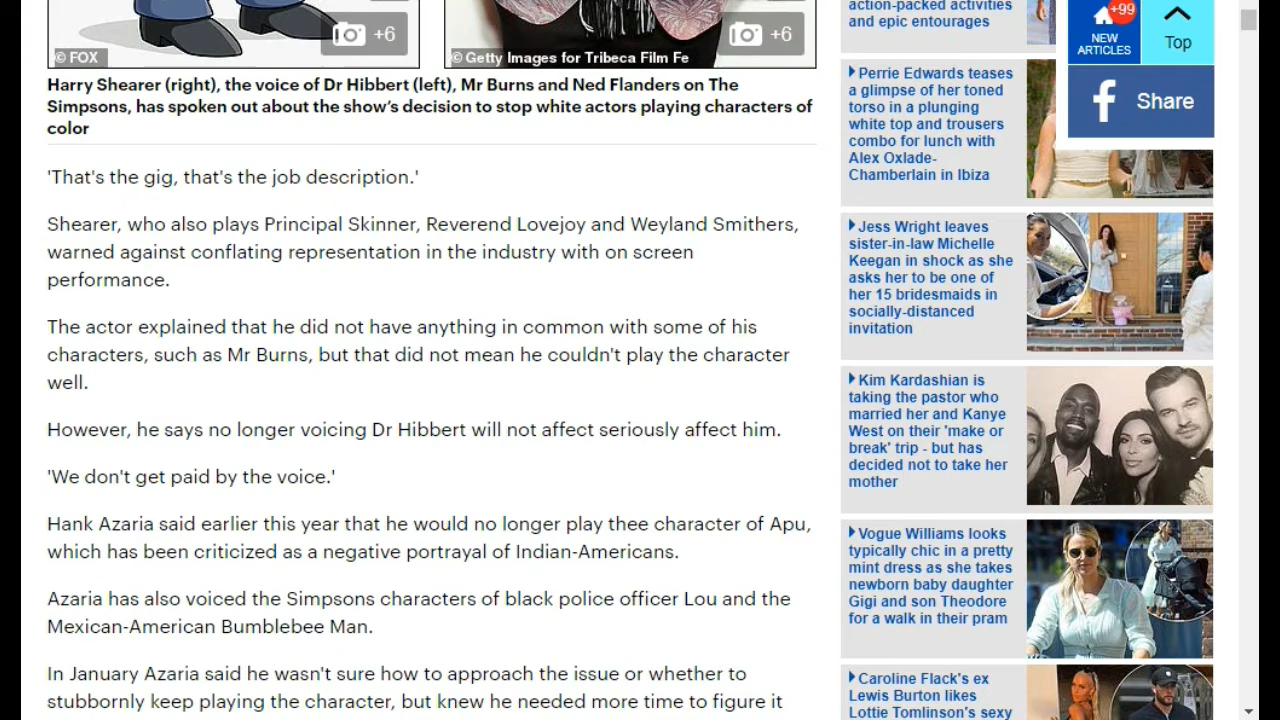 © FOX
+6
© Getty Images for Tribeca Film Fe
+6
Harry Shearer (right), the voice of Dr Hibbert (left), Mr Burns and Ned Flanders on The
Simpsons, has spoken out about the show's decision to stop white actors playing characters of
color
'That's the gig, that's the job description.'
Shearer, who also plays Principal Skinner, Reverend Lovejoy and Weyland Smithers,
warned against conflating representation in the industry with on screen
performance.
The actor explained that he did not have anything in common with some of his
characters, such as Mr Burns, but that did not mean he couldn't play the character
well.
However, he says no longer voicing Dr Hibbert will not affect seriously affect him.
'We don't get paid by the voice.'
Hank Azaria said earlier this year that he would no longer play thee character of Apu,
which has been criticized as a negative portrayal of Indian-Americans.
Azaria has also voiced the Simpsons characters of black police officer Lou and the
Mexican-American Bumblebee Man.
In January Azaria said he wasn't sure how to approach the issue or whether to
stubbornly keep playing the character, but knew he needed more time to figure it
action-packed activities
and epic entourages
Perrie Edwards teases
a glimpse of her toned
torso in a plunging
white top and trousers
combo for lunch with
Alex Oxlade-
Chamberlain in Ibiza
Jess Wright leaves
sister-in-law Michelle
Keegan in shock as she
asks her to be one of
her 15 bridesmaids in
socially-distanced
invitation
Kim Kardashian is
taking the pastor who
married her and Kanye
West on their 'make or
break' trip - but has
decided not to take her
mother
Vogue Williams looks
typically chic in a pretty
mint dress as she takes
newborn baby daughter
Gigi and son Theodore
for a walk in their pram
Caroline Flack's ex
Lewis Burton likes
Lottie Tomlinson's sexy
+99
NEW
ARTICLES
Top
f Share